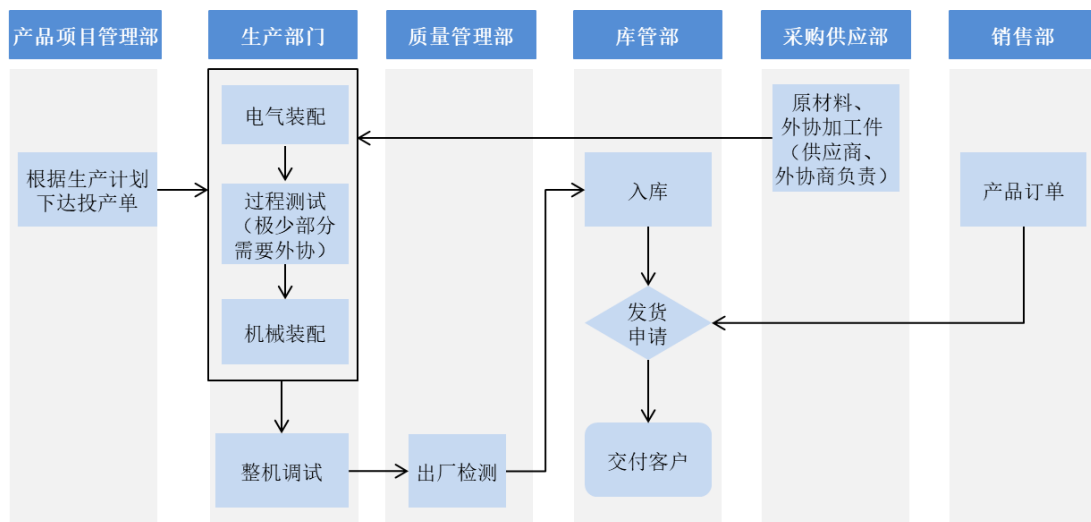 产品项目管理部
生产部门
质量管理部
库管部
采购供应部
销售部
根据生产计划
下达投产单
电气装配
过程测试
（极少部分
需要外协）
机械装配
整机调试
出厂检测
入库
发货
申请
交付客户
原材料、
外协加工件
（供应商、
外协商负责）
产品订单